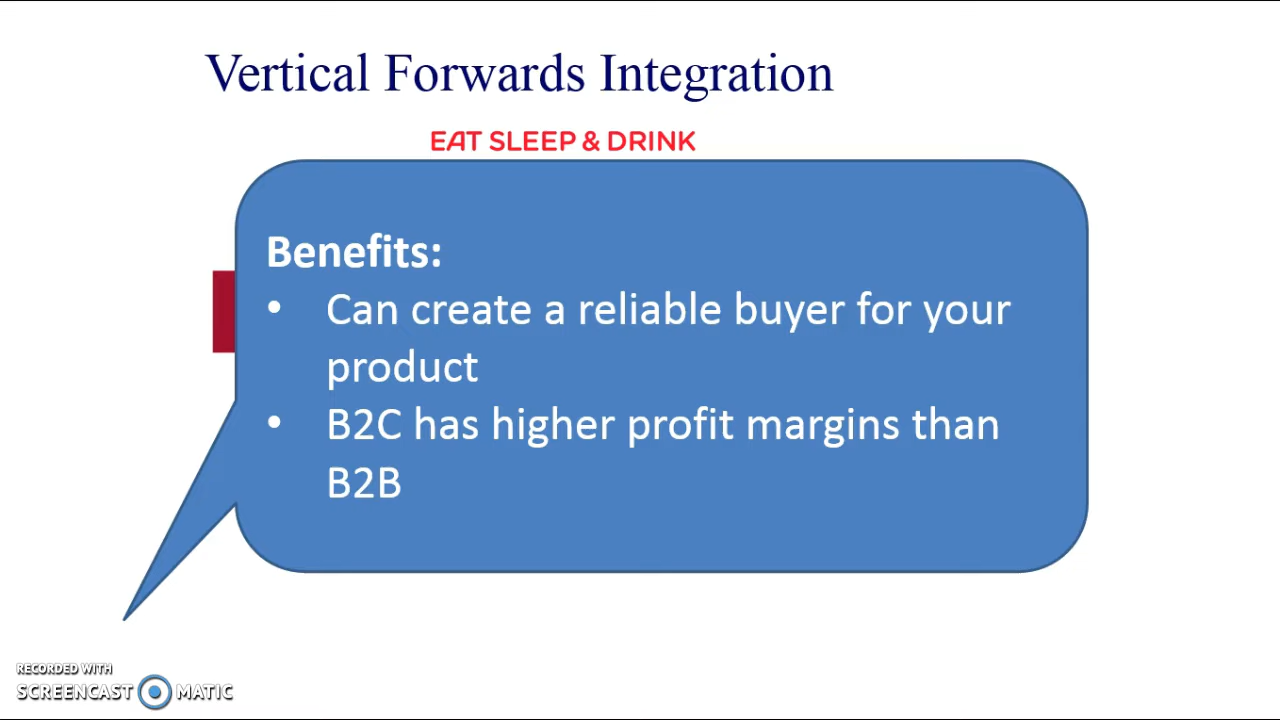 Vertical Forwards Integration
EAT SLEEP & DRINK
Benefits:
• Can create a reliable buyer for your
product
• B2C has higher profit margins than
B2B
RECORDED WITH
SCREENCAST MATIC